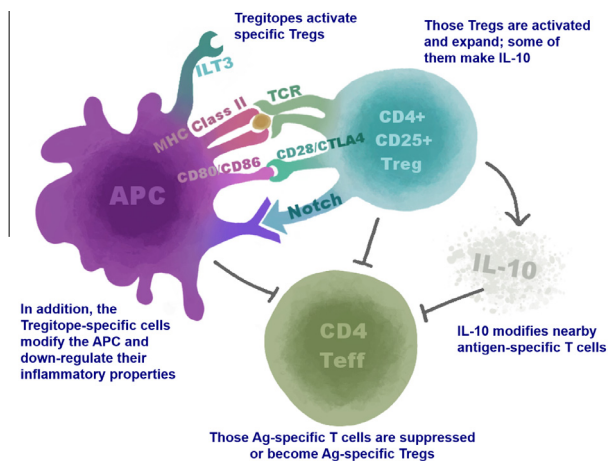 Tregitopes activate
specific Tregs
Those Tregs are activated
and expand; some of
them make IL-10
ILT3
MHC Class II
TCR
CD80/CD86
CD28/CTLA4
Notch
APC
CD4+
CD25+
Treg
IL-10
CD4
Teff
In addition, the
Tregitope-specific cells
modify the APC and
down-regulate their
inflammatory properties
IL-10 modifies nearby
antigen-specific T cells
Those Ag-specific T cells are suppressed
or become Ag-specific Tregs